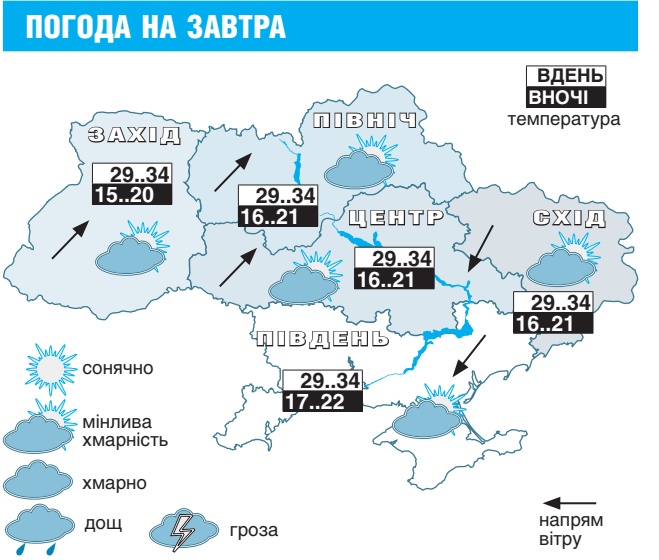 ПОГОДА НА ЗАВТРА
ВДЕНЬ
ВНОЧІ
температура
ЗАХІД
29..34
15..20
ПІВНІЧ
29..34
16..21
ЦЕНТР
29..34
16..21
СХІД
29..34
16..21
ПІВДЕНЬ
29..34
17..22
сонячно
мінлива
хмарність
хмарно
дощ
гроза
напрям
вітру